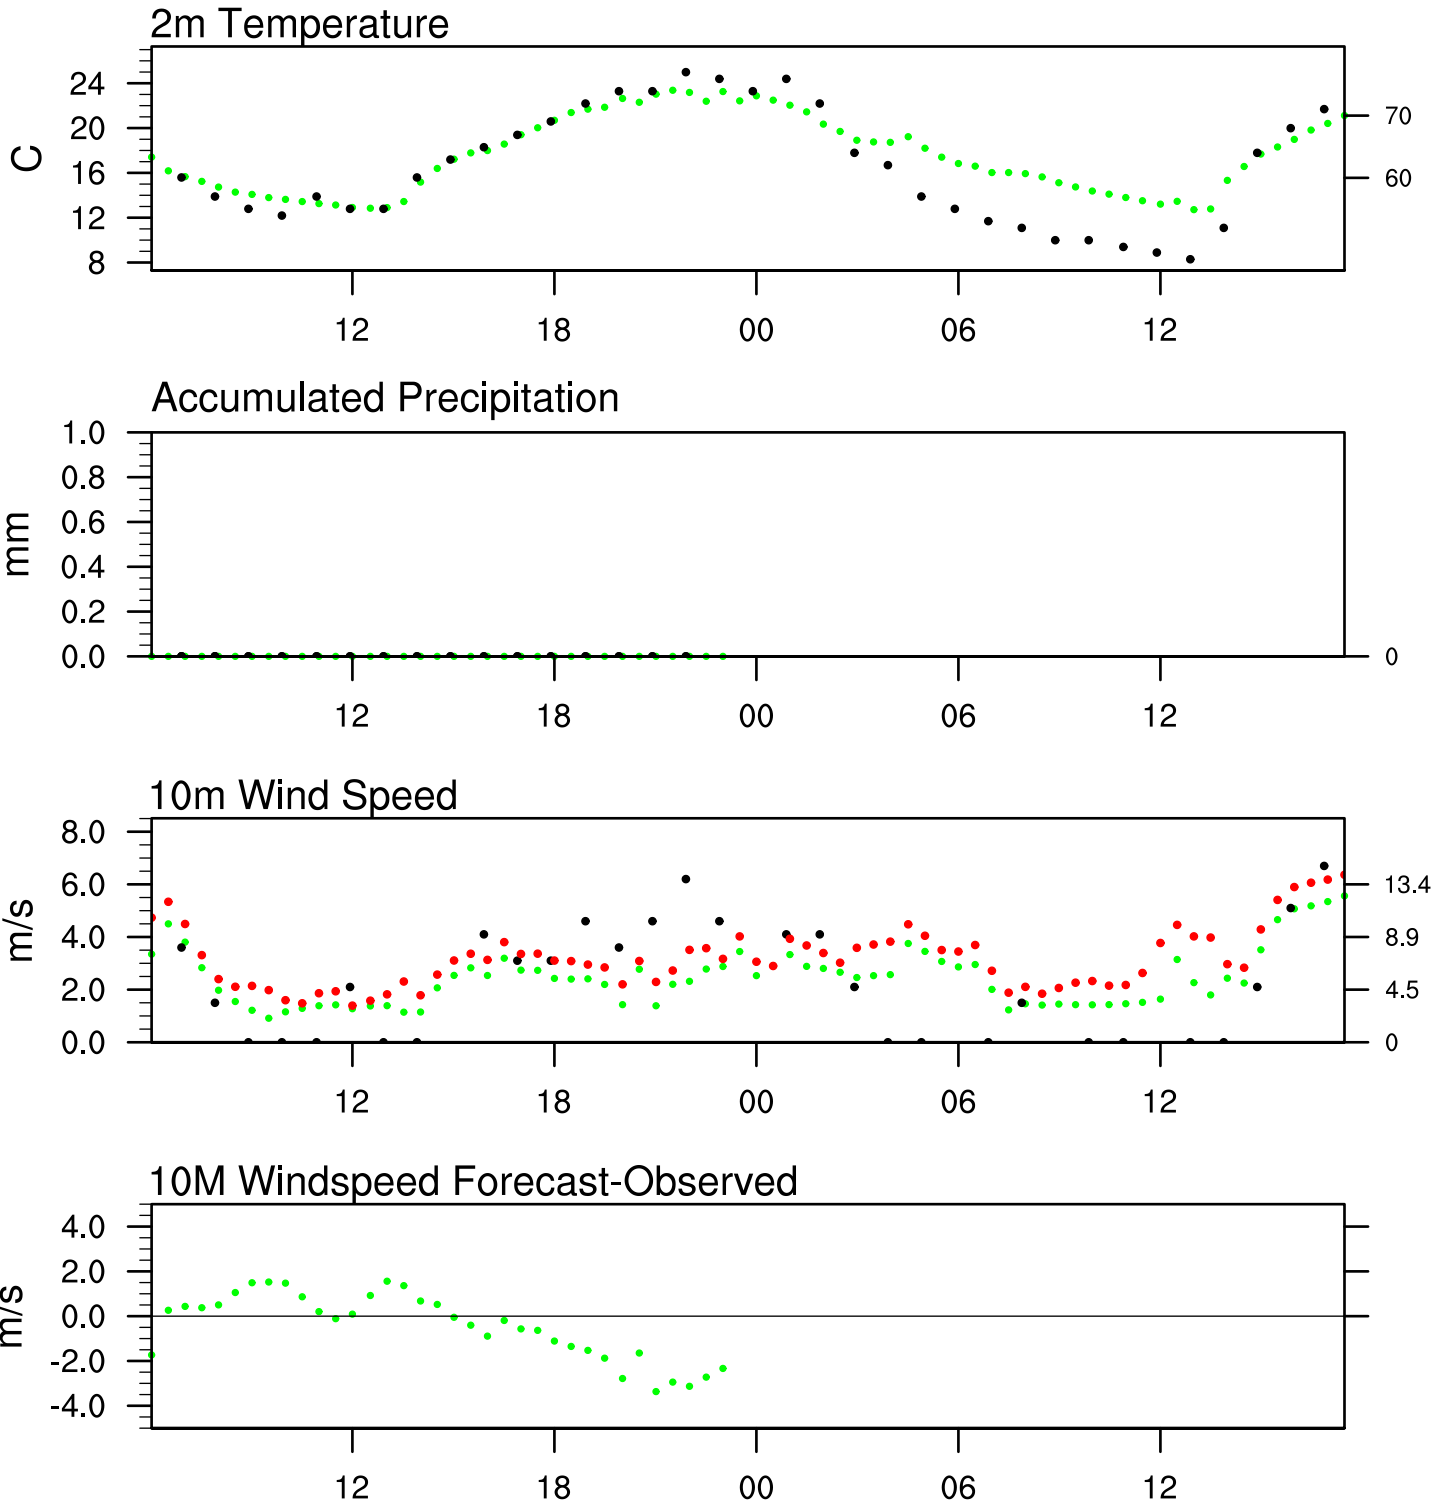 2m Temperature
24
20
16
12
8
C
70
60
12 18 00 06 12
Accumulated Precipitation
1.0
0.8
0.6
0.4
0.2
0.0
mm
0
12 18 00 06 12
10m Wind Speed
8.0
6.0
4.0
2.0
0.0
m/s
13.4
8.9
4.5
0
12 18 00 06 12
10M Windspeed Forecast-Observed
4.0
2.0
0.0
-2.0
-4.0
m/s
12 18 00 06 12